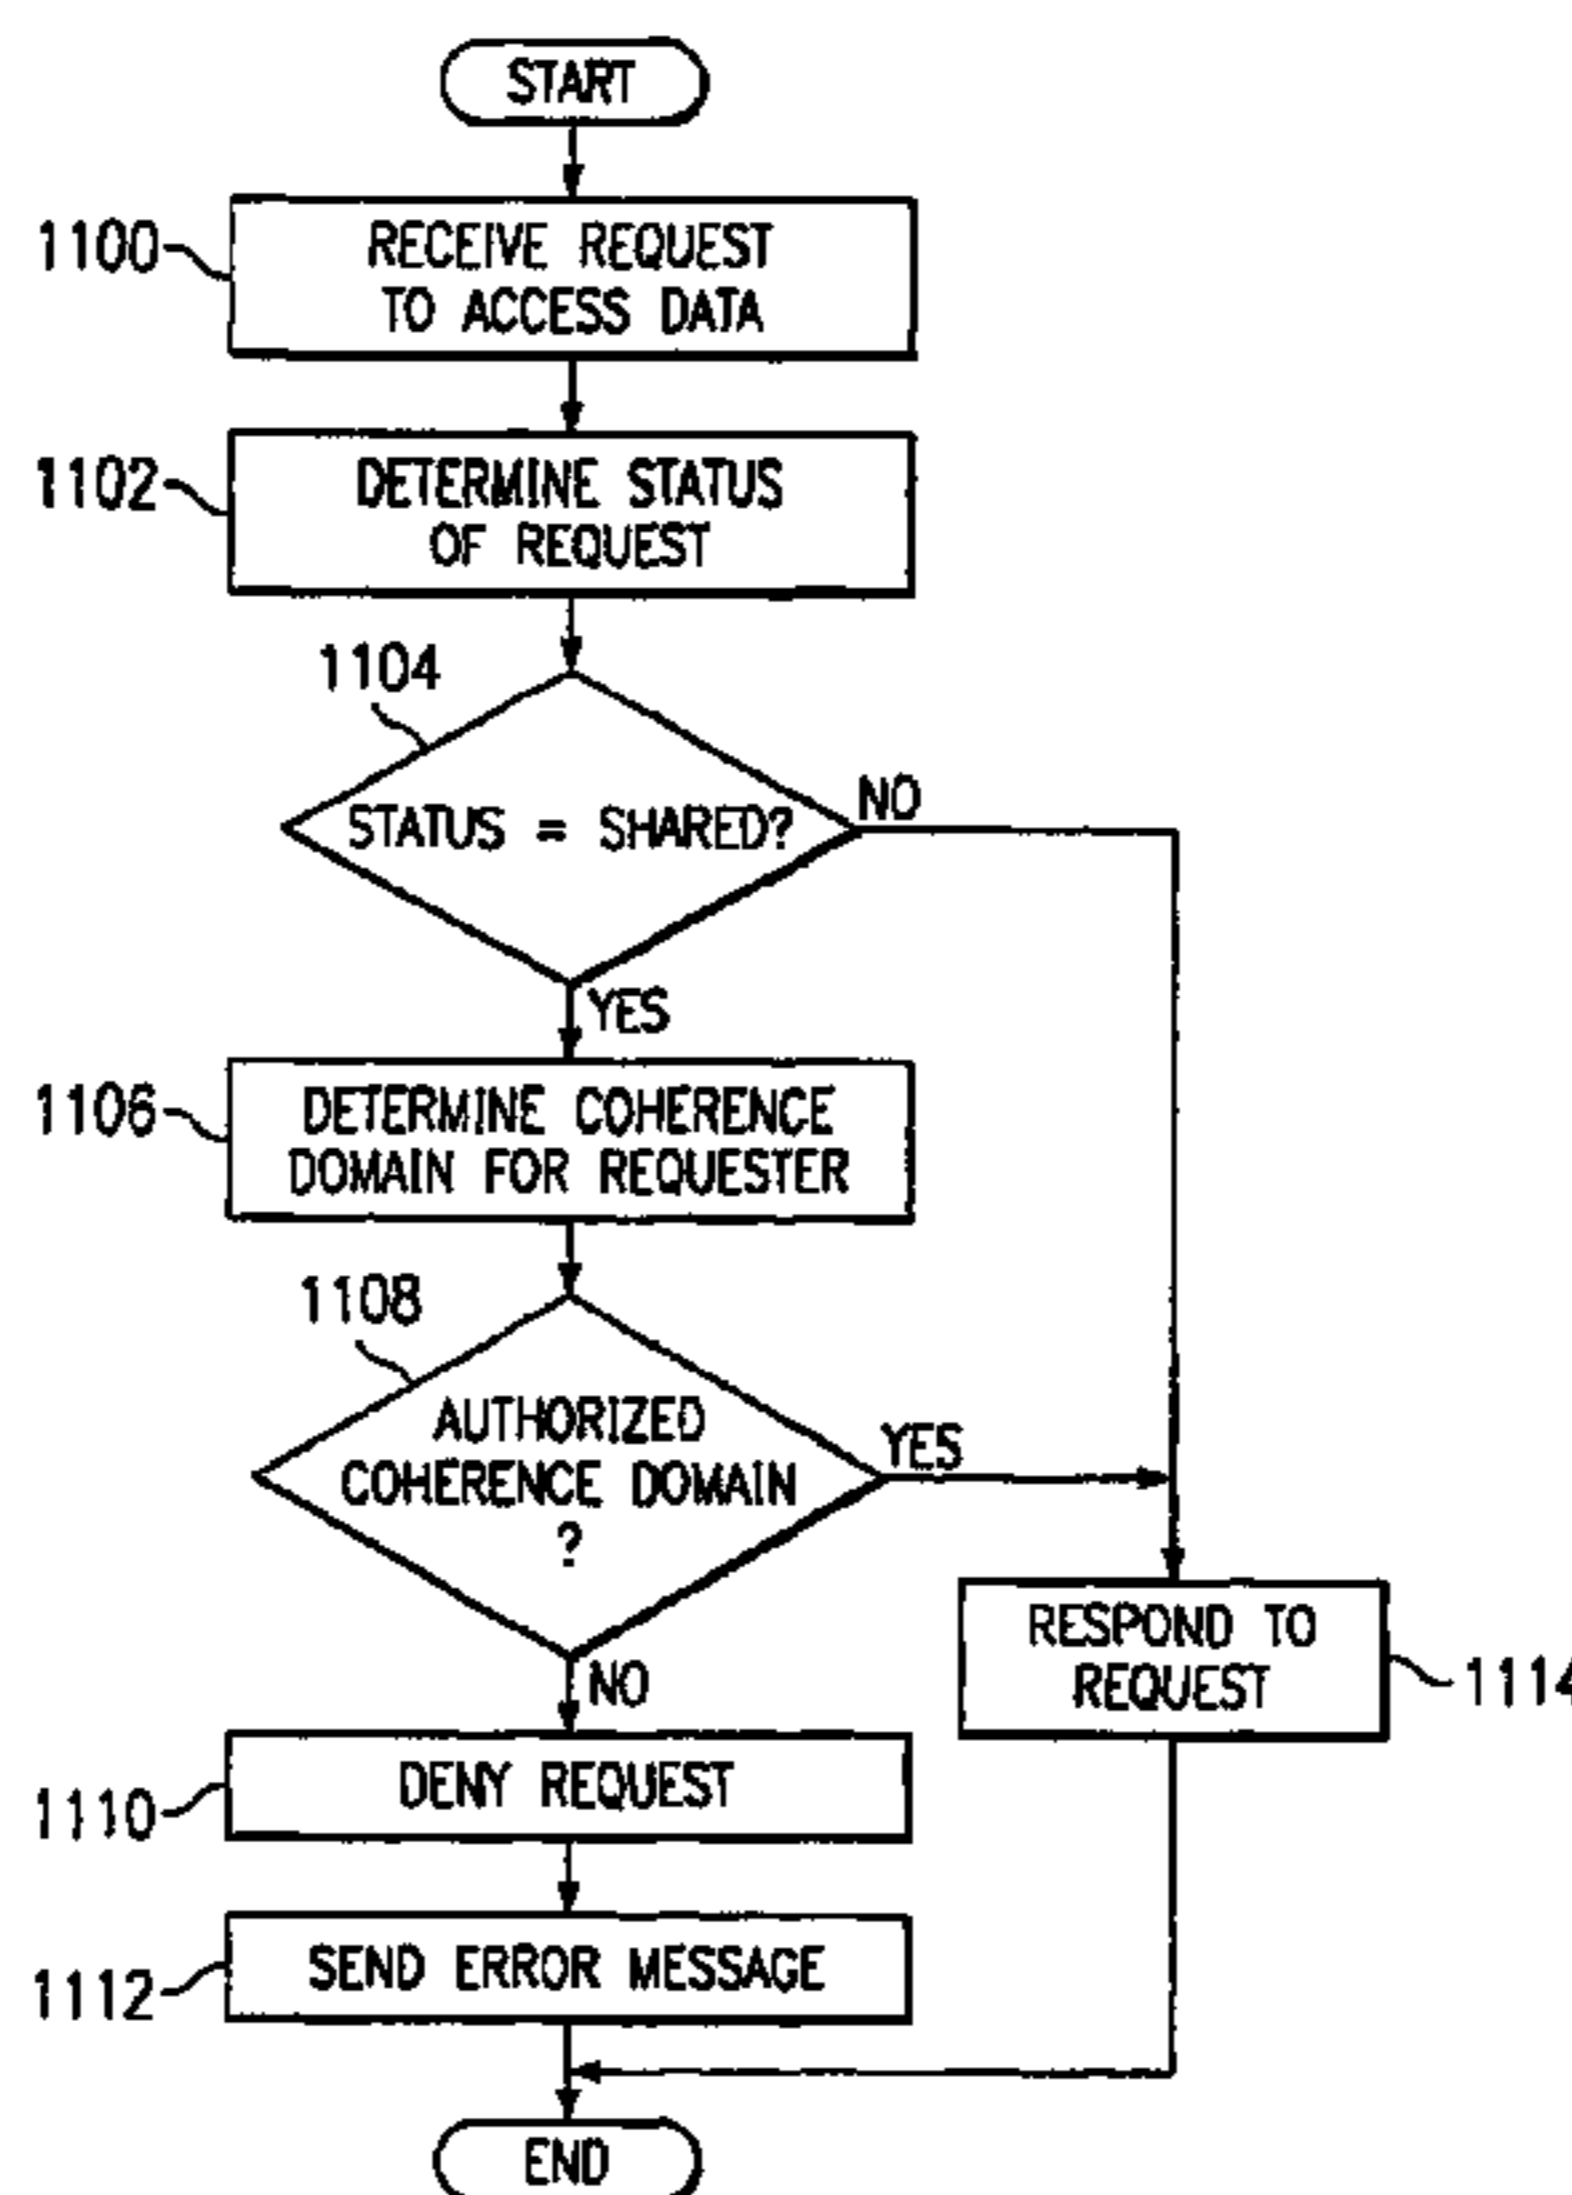 START
1100
RECEIVE REQUEST
TO ACCESS DATA
1102
DETERMINE STATUS
OF REQUEST
1104
STATUS = SHARED?
NO
YES
1106
DETERMINE COHERENCE
DOMAIN FOR REQUESTER
1108
AUTHORIZED
COHERENCE DOMAIN
?
YES
NO
RESPOND TO
REQUEST
1114
1110
DENY REQUEST
1112
SEND ERROR MESSAGE
END